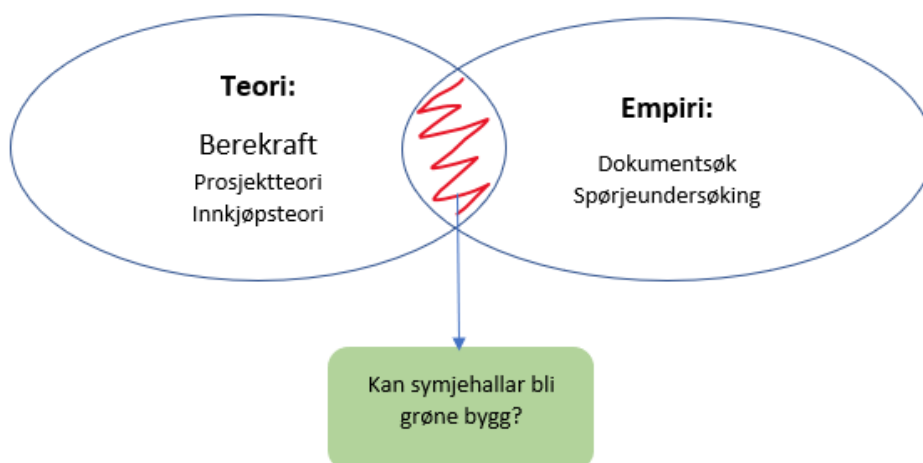 Teori:
Berekraft
Prosjektteori
Innkjøpsteori
Empiri:
Dokumentsøk
Spørjeundersøking
Kan symjehallar bli
grøne bygg?